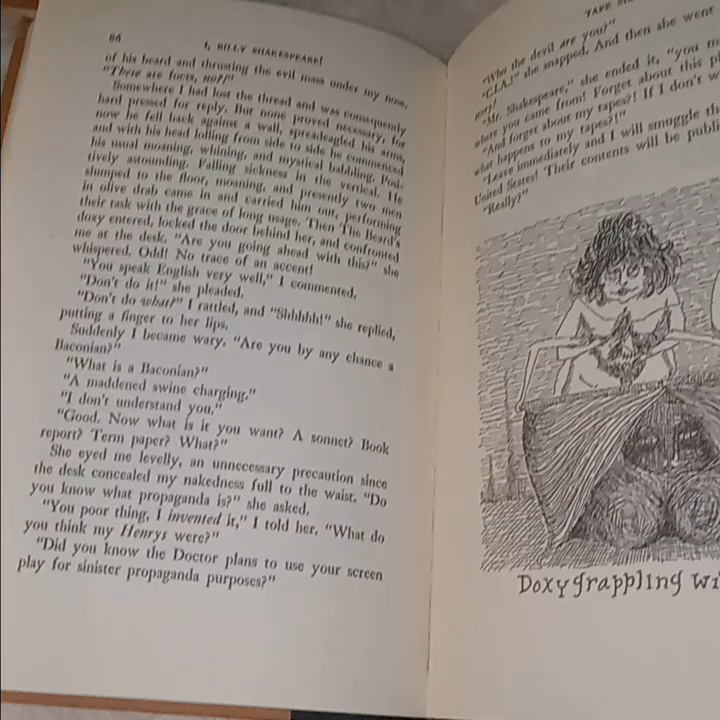 66
I, BILLY SHAKESPEARE!
of his beard and thrusting the evil mass under my nose,
"There are facts, no?!"
Somewhere I had lost the thread and was consequently
hard pressed for reply. But none proved necessary, for
now he fell back against a wall, spreadeagled his arms,
and with his head lolling from side to side he commenced
his usual moaning, whining, and mystical babbling. Posi-
tively astounding. Falling sickness in the vertical. He
slumped to the floor, moaning, and presently two men
in olive drab came in and carried him out, performing
their task with the grace of long usage. Then The Beard's
doxy entered, locked the door behind her, and confronted
me at the desk. "Are you going ahead with this?" she
whispered. Odd! No trace of an accent!
"You speak English very well," I commented.
"Don't do it!" she pleaded.
"Don't do what?" I rattled, and "Shhhhh!" she replied,
putting a finger to her lips.
Suddenly I became wary. "Are you by any chance a
Baconian?"
"What is a Baconian?"
"A maddened swine charging."
"I don't understand you."
"Good. Now what is it you want? A sonnet? Book
report? Term paper? What?"
She eyed me levelly, an unnecessary precaution since
the desk concealed my nakedness full to the waist. "Do
you know what propaganda is?" she asked.
"You poor thing, I invented it," I told her. "What do
you think my Henrys were?"
"Did you know the Doctor plans to use your screen
play for sinister propaganda purposes?"
TAPE
"Who the devil are you?"
"C.I.A.!" she snapped. And then she went
"Mr. Shakespeare," she ended it, "you
where you came from! Forget about this
"And forget about my tapes?! If I don't
what happens to my tapes?!"
"Leave immediately and I will smuggle
United States! Their contents will be
"Really?"
Doxy grappling